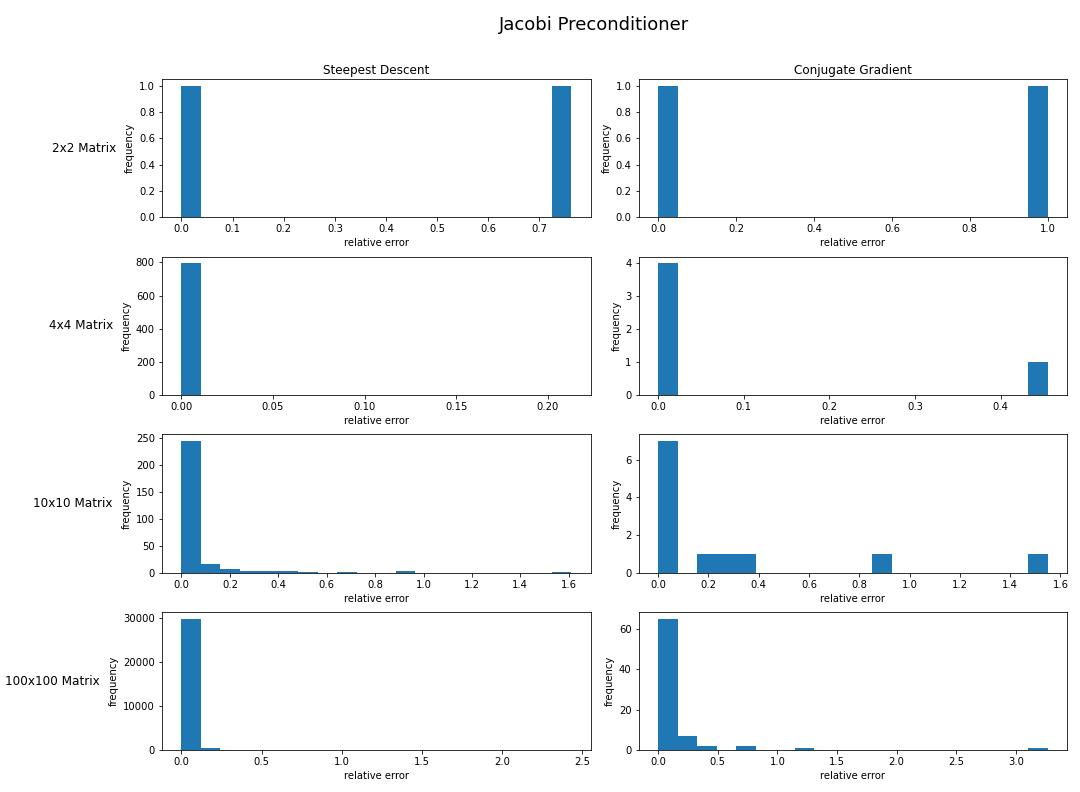 Jacobi Preconditioner
Steepest Descent
Conjugate Gradient
2x2 Matrix
frequency
1.0
0.8
0.6
0.4
0.2
0.0
0.0 0.1 0.2 0.3 0.4 0.5 0.6 0.7
relative error
frequency
1.0
0.8
0.6
0.4
0.2
0.0
0.0 0.2 0.4 0.6 0.8 1.0
relative error
4x4 Matrix
frequency
800
600
400
200
0
0.00 0.05 0.10 0.15 0.20
relative error
frequency
4
3
2
1
0
0.0 0.1 0.2 0.3 0.4
relative error
10x10 Matrix
frequency
250
200
150
100
50
0
0.0 0.2 0.4 0.6 0.8 1.0 1.2 1.4 1.6
relative error
frequency
6
4
2
0
0.0 0.2 0.4 0.6 0.8 1.0 1.2 1.4 1.6
relative error
100x100 Matrix
frequency
30000
20000
10000
0
0.0 0.5 1.0 1.5 2.0 2.5
relative error
frequency
60
40
20
0
0.0 0.5 1.0 1.5 2.0 2.5 3.0
relative error